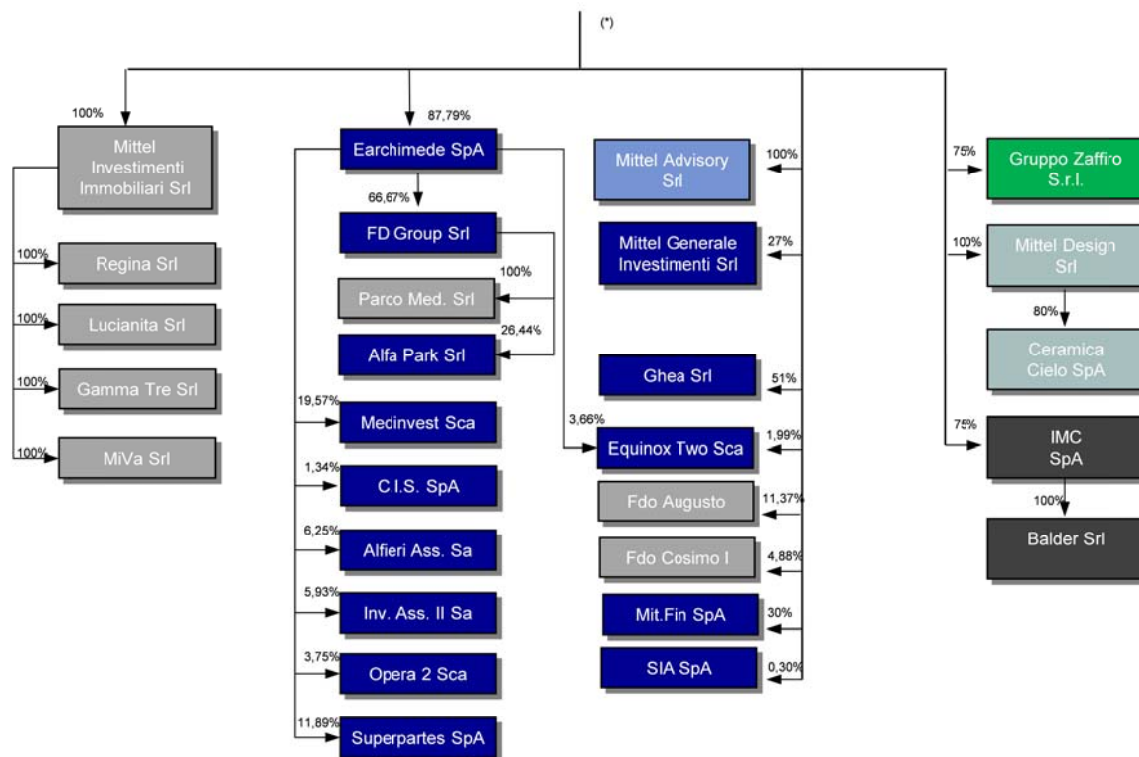 (*)
100%
Mittel
Investimenti
Immobiliari Srl
100%
Regina Srl
100%
Lucianita Srl
100%
Gamma Tre Srl
100%
MiVa Srl
87,79%
Earchimede SpA
66,67%
FD Group Srl
100%
Parco Med. Srl
26,44%
Alfa Park Srl
19,57%
Medinvest Sca
1,34%
C.I.S. SpA
6,25%
Alfieri Ass. Sa
5,93%
Inv. Ass. II Sa
3,75%
Opera 2 Sca
11,89%
Superpartes SpA
Mittel Advisory
Srl
100%
Mittel Generale
Investimenti Srl
27%
Ghea Srl
51%
3,66%
Equinox Two Sca
1,99%
Fdo Augusto
11,37%
Fdo Cosimo I
4,88%
Mit.Fin SpA
30%
SIA SpA
0,30%
75%
Gruppo Zaffiro
S.r.l.
100%
Mittel Design
Srl
80%
Ceramica
Cielo SpA
75%
IMC
SpA
100%
Balder Srl